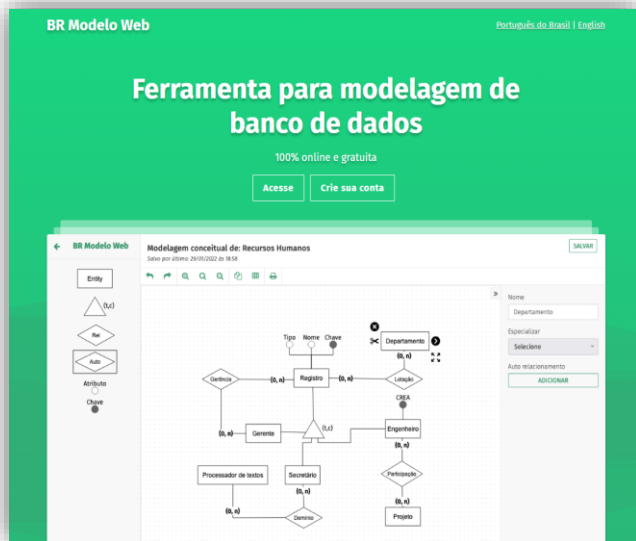 BR Modelo Web
Português do Brasil | English
Ferramenta para modelagem de
banco de dados
100% online e gratuita
Acesse
Crie sua conta
BR Modelo Web
Modelagem conceitual de: Recursos Humanos
Salvo por último: 29/01/2022 às 18:58
SALVAR
Entity
(t,c)
Rel
Auto
Atributo
Chave
Tipo Nome Chave
Departamento
(0, n)
Gerência
(0, n)
Registro
(0, n)
Lotação
CREA
(0, n)
Gerente
(t,c)
Engenheiro
(0, n)
Processador de textos
Secretário
Participação
(0, n)
(0, n)
(0, n)
Domínio
Projeto
Nome
Departamento
Especializar
Selecione
Auto relacionamento
ADICIONAR